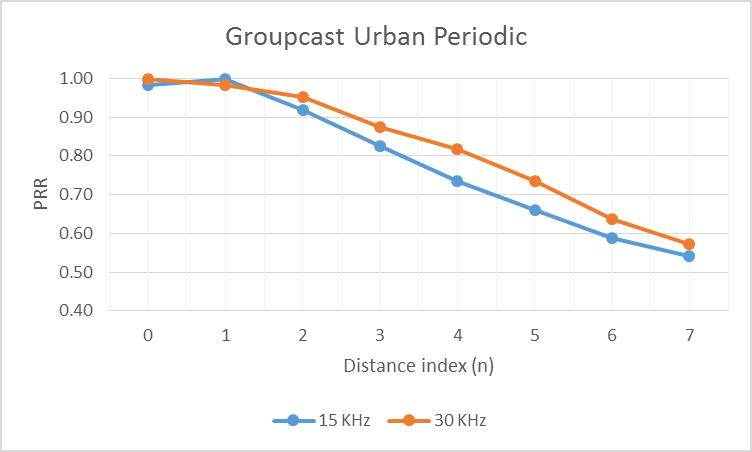 Groupcast Urban Periodic
1.00
0.90
0.80
0.70
0.60
0.50
0.40
PRR
0 1 2 3 4 5 6 7
Distance index (n)
15 KHz 30 KHz